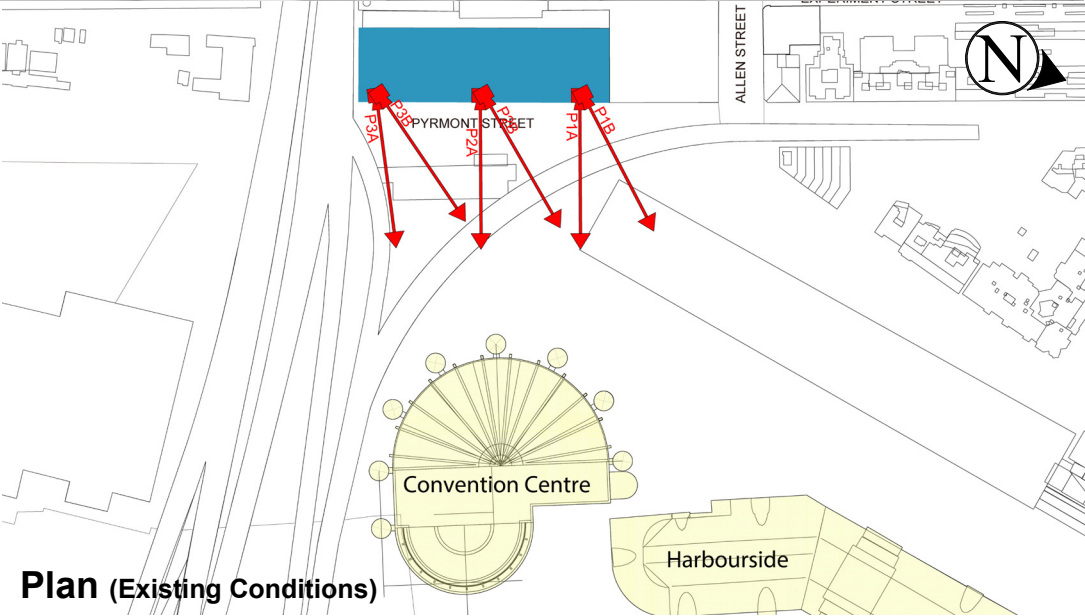 ALLEN STREET
N
PYRMONT STREET
P3A
P3B
P2A
P2B
P1A
P1B
Convention Centre
Harbourside
Plan (Existing Conditions)